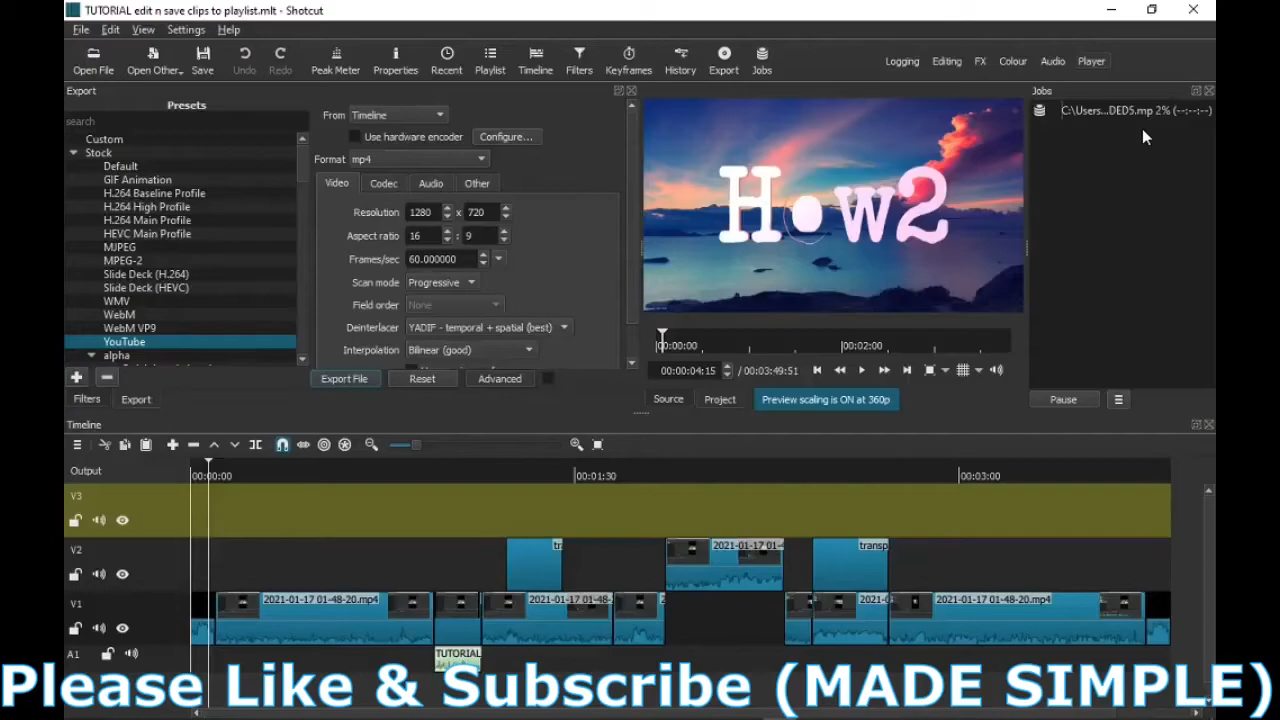 TUTORIAL edit n save clips to playlist.mlt - Shotcut
File Edit View Settings Help
Open File Open Other... Save Undo Redo Peak Meter Properties Recent Playlist Timeline Filters Keyframes History Export Jobs
Logging Editing FX Colour Audio Player
Export
Presets
search
Custom
Stock
Default
GIF Animation
H.264 Baseline Profile
H.264 High Profile
H.264 Main Profile
HEVC Main Profile
MJPEG
MPEG-2
Slide Deck (H.264)
Slide Deck (HEVC)
WMV
WebM
WebM VP9
YouTube
alpha
From Timeline
Use hardware encoder Configure...
Format mp4
Video Codec Audio Other
Resolution 1280 x 720
Aspect ratio 16 : 9
Frames/sec 60.000000
Scan mode Progressive
Field order None
Deinterlacer YADIF - temporal + spatial (best)
Interpolation Bilinear (good)
Export File Reset Advanced
Filters Export
How2
00:00:00 00:02:00
00:00:04:15 / 00:03:49:51
Source Project Preview scaling is ON at 360p
Jobs
C:\Users...DED5.mp 2% (--:--:--)
Pause
Timeline
Output 00:00:00 00:01:30 00:03:00
V3
V2 tr 2021-01-17 01-4 transp
V1 2021-01-17 01-48-20.mp4 2021-01-17 01-48- 2 2021-0 2021-01-17 01-48-20.mp4
A1 TUTORIAL
Please Like & Subscribe (MADE SIMPLE)